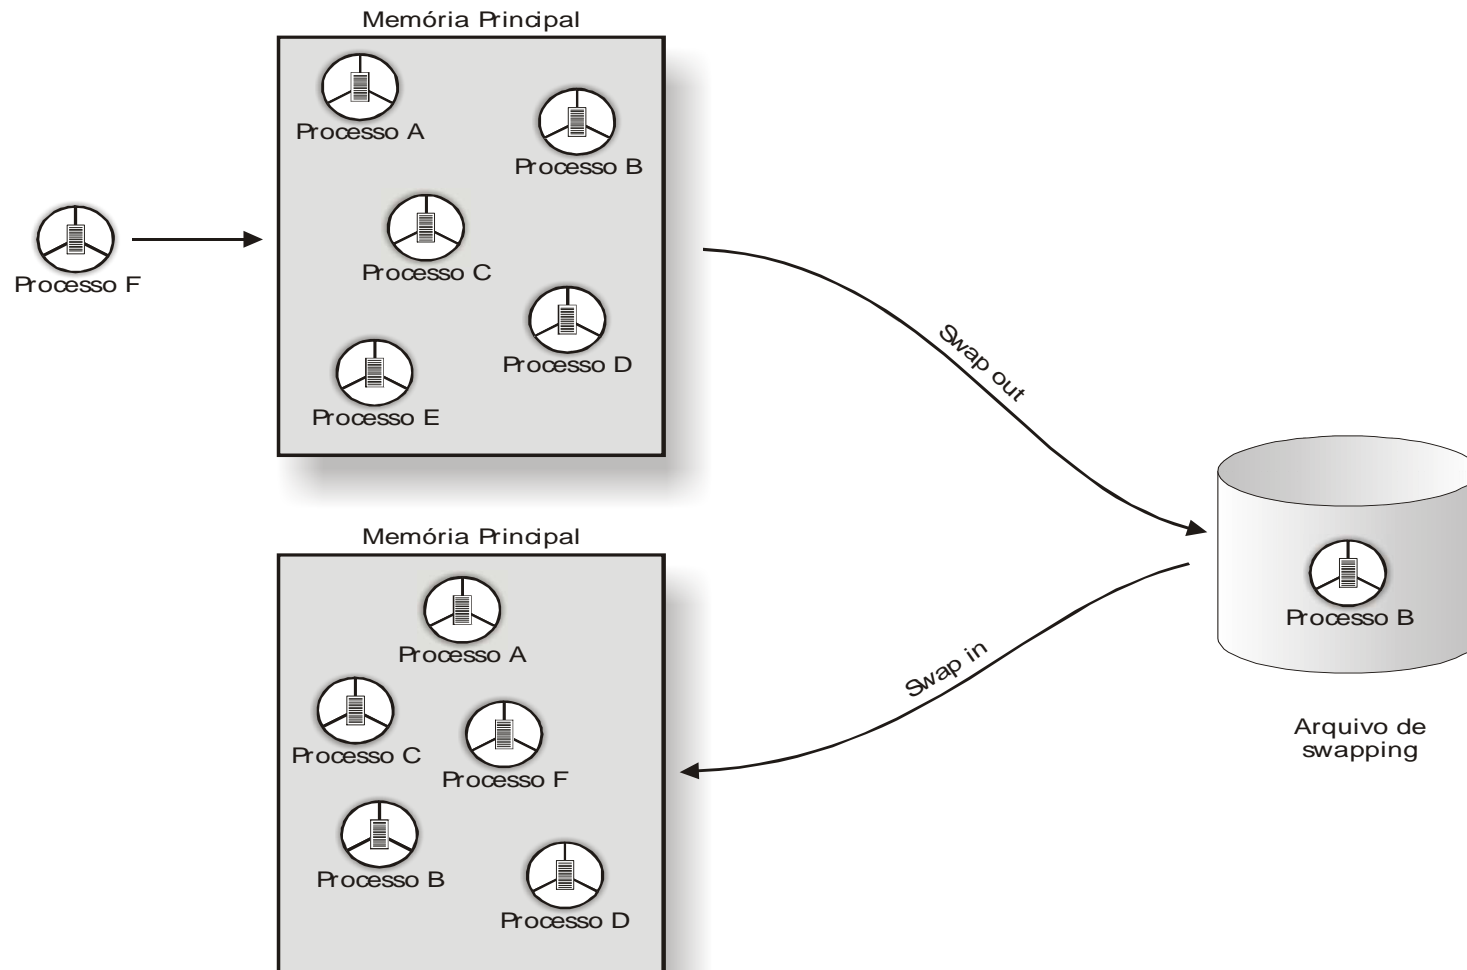 Memória Principal
Processo A
Processo B
Processo C
Processo F
Processo D
Processo E
Swap out
Memória Principal
Processo B
Processo A
Swap in
Processo C
Processo F
Arquivo de
swapping
Processo B
Processo D